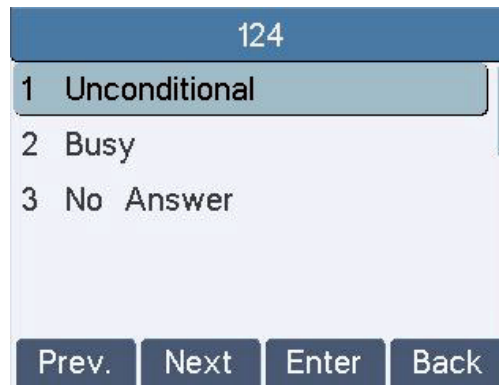 124
1 Unconditional
2 Busy
3 No Answer
Prev. Next Enter Back